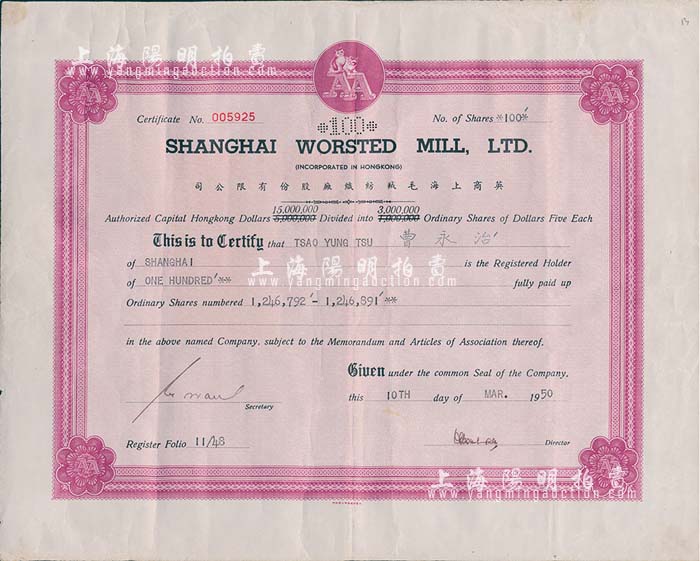 上海陽明拍賣
www.yangmingauction.com
AA
Certificate No. 005925
No. of Shares *100*
*100*
SHANGHAI WORSTED MILL, LTD.
(INCORPORATED IN HONGKONG)
司公限有份股廠織紡絨毛海上商英
15,000,000 3,000,000
Authorized Capital Hongkong Dollars 5,000,000 Divided into 1,000,000 Ordinary Shares of Dollars Five Each
This is to Certify that TSAO YUNG TSU 曹永治
of SHANGHAI is the Registered Holder
of ONE HUNDRED** fully paid up
Ordinary Shares numbered 1,246,792 - 1,246,891**
in the above named Company, subject to the Memorandum and Articles of Association thereof.
Given under the common Seal of the Company,
this 10TH day of MAR. 1950
Secretary
Register Folio 11/48
Director
AA
AA
AA
AA
上海陽明拍賣
www.yangmingauction.com
上海陽明拍賣
www.yangmingauction.com